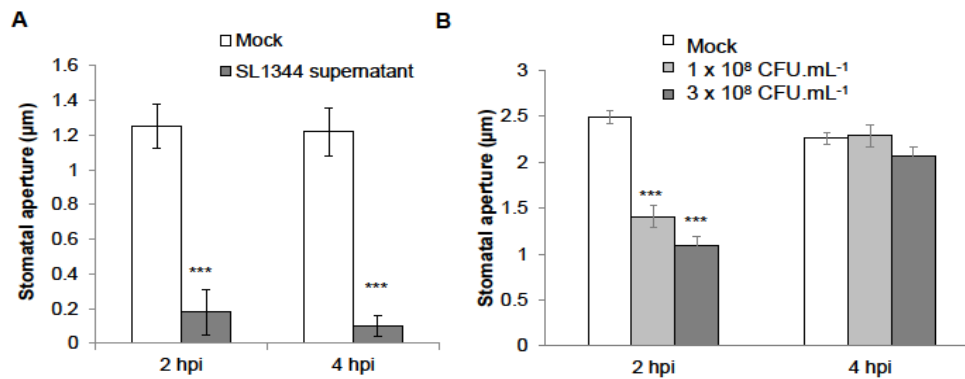 A
Mock
SL1344 supernatant
Stomatal aperture (µm)
1.6
1.4
1.2
1
0.8
0.6
0.4
0.2
0
***
***
2 hpi
4 hpi
B
Mock
1 x 10⁸ CFU.mL⁻¹
3 x 10⁸ CFU.mL⁻¹
Stomatal aperture (µm)
3
2.5
2
1.5
1
0.5
0
***
***
2 hpi
4 hpi